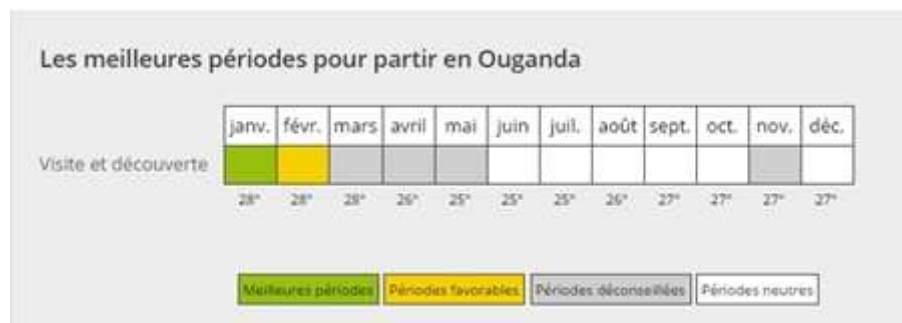 Les meilleures périodes pour partir en Ouganda
janv. févr. mars avril mai juin juil. août sept. oct. nov. déc.
Visite et découverte
28° 28° 28° 26° 25° 25° 25° 26° 27° 27° 27° 27°
Meilleures périodes Périodes favorables Périodes déconseillées Périodes neutres